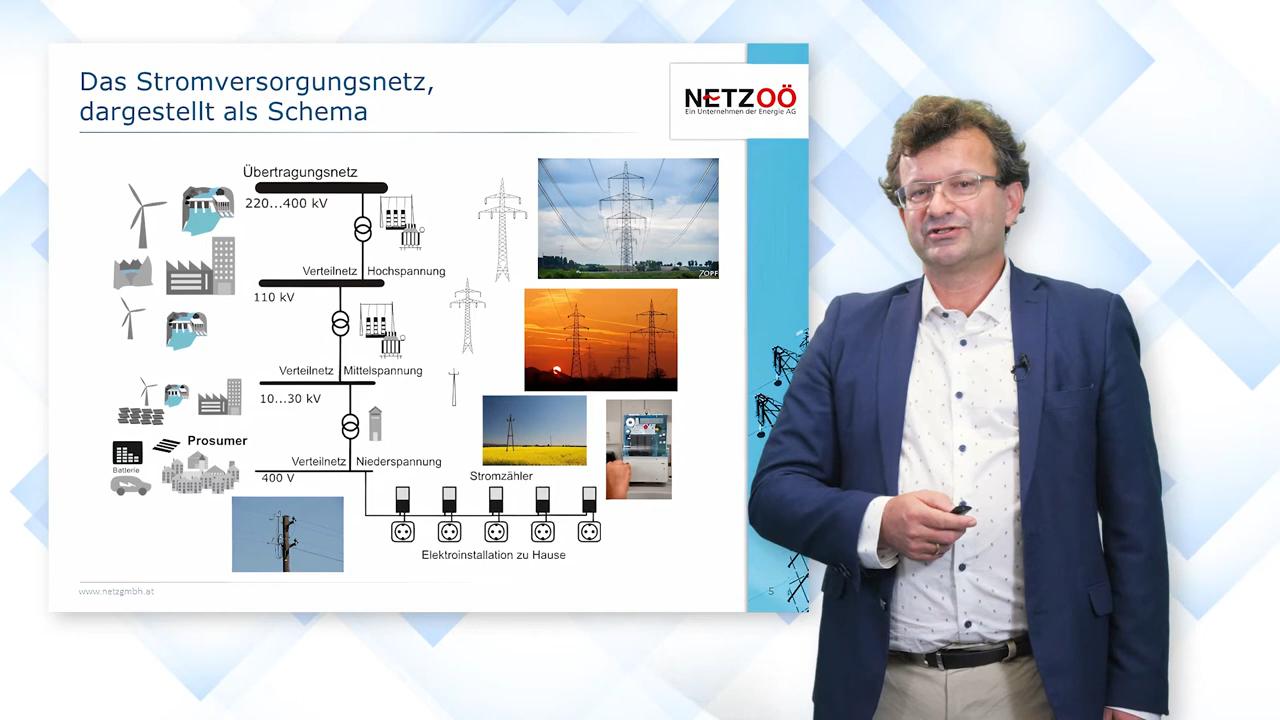 Das Stromversorgungsnetz,
dargestellt als Schema
NETZOÖ
Ein Unternehmen der Energie AG
Übertragungsnetz
220...400 kV
Verteilnetz Hochspannung
110 kV
Verteilnetz Mittelspannung
10...30 kV
Prosumer
Batterie
Verteilnetz Niederspannung
400 V
Stromzähler
Elektroinstallation zu Hause
ZOPF
www.netzgmbh.at
5